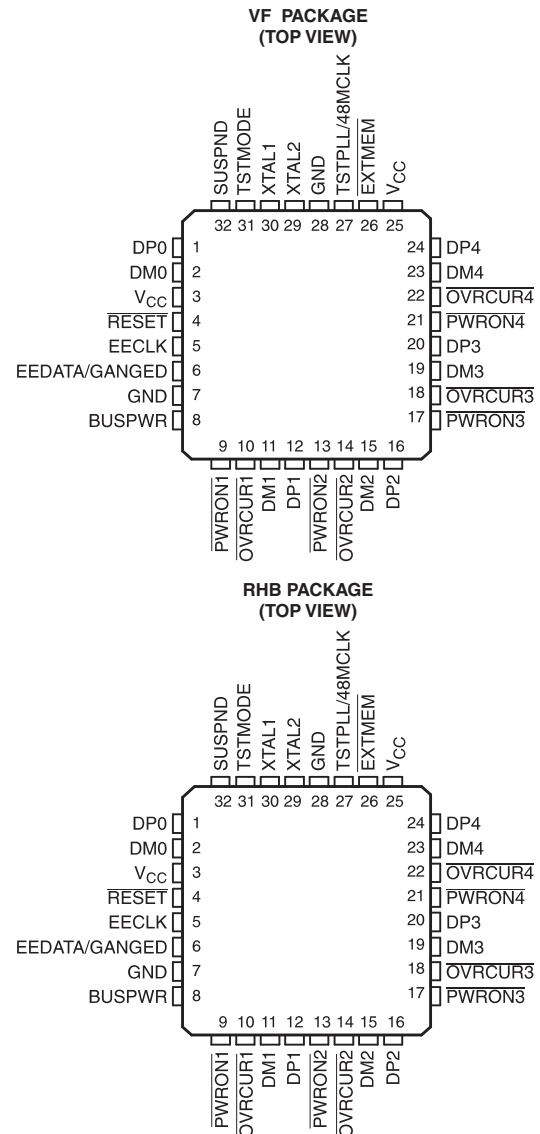 VF PACKAGE
(TOP VIEW)
SUSPND
TSTMODE
XTAL1
XTAL2
GND
TSTPLL/48MCLK
EXTMEM
VCC
32 31 30 29 28 27 26 25
DP0 1
DM0 2
VCC 3
RESET 4
EECLK 5
EEDATA/GANGED 6
GND 7
BUSPWR 8
24 DP4
23 DM4
22 OVRCUR4
21 PWRON4
20 DP3
19 DM3
18 OVRCUR3
17 PWRON3
9 10 11 12 13 14 15 16
PWRON1
OVRCUR1
DM1
DP1
PWRON2
OVRCUR2
DM2
DP2
RHB PACKAGE
(TOP VIEW)
SUSPND
TSTMODE
XTAL1
XTAL2
GND
TSTPLL/48MCLK
EXTMEM
VCC
32 31 30 29 28 27 26 25
DP0 1
DM0 2
VCC 3
RESET 4
EECLK 5
EEDATA/GANGED 6
GND 7
BUSPWR 8
24 DP4
23 DM4
22 OVRCUR4
21 PWRON4
20 DP3
19 DM3
18 OVRCUR3
17 PWRON3
9 10 11 12 13 14 15 16
PWRON1
OVRCUR1
DM1
DP1
PWRON2
OVRCUR2
DM2
DP2